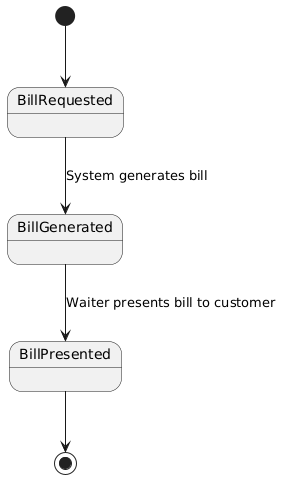 BillRequested
System generates bill
BillGenerated
Waiter presents bill to customer
BillPresented